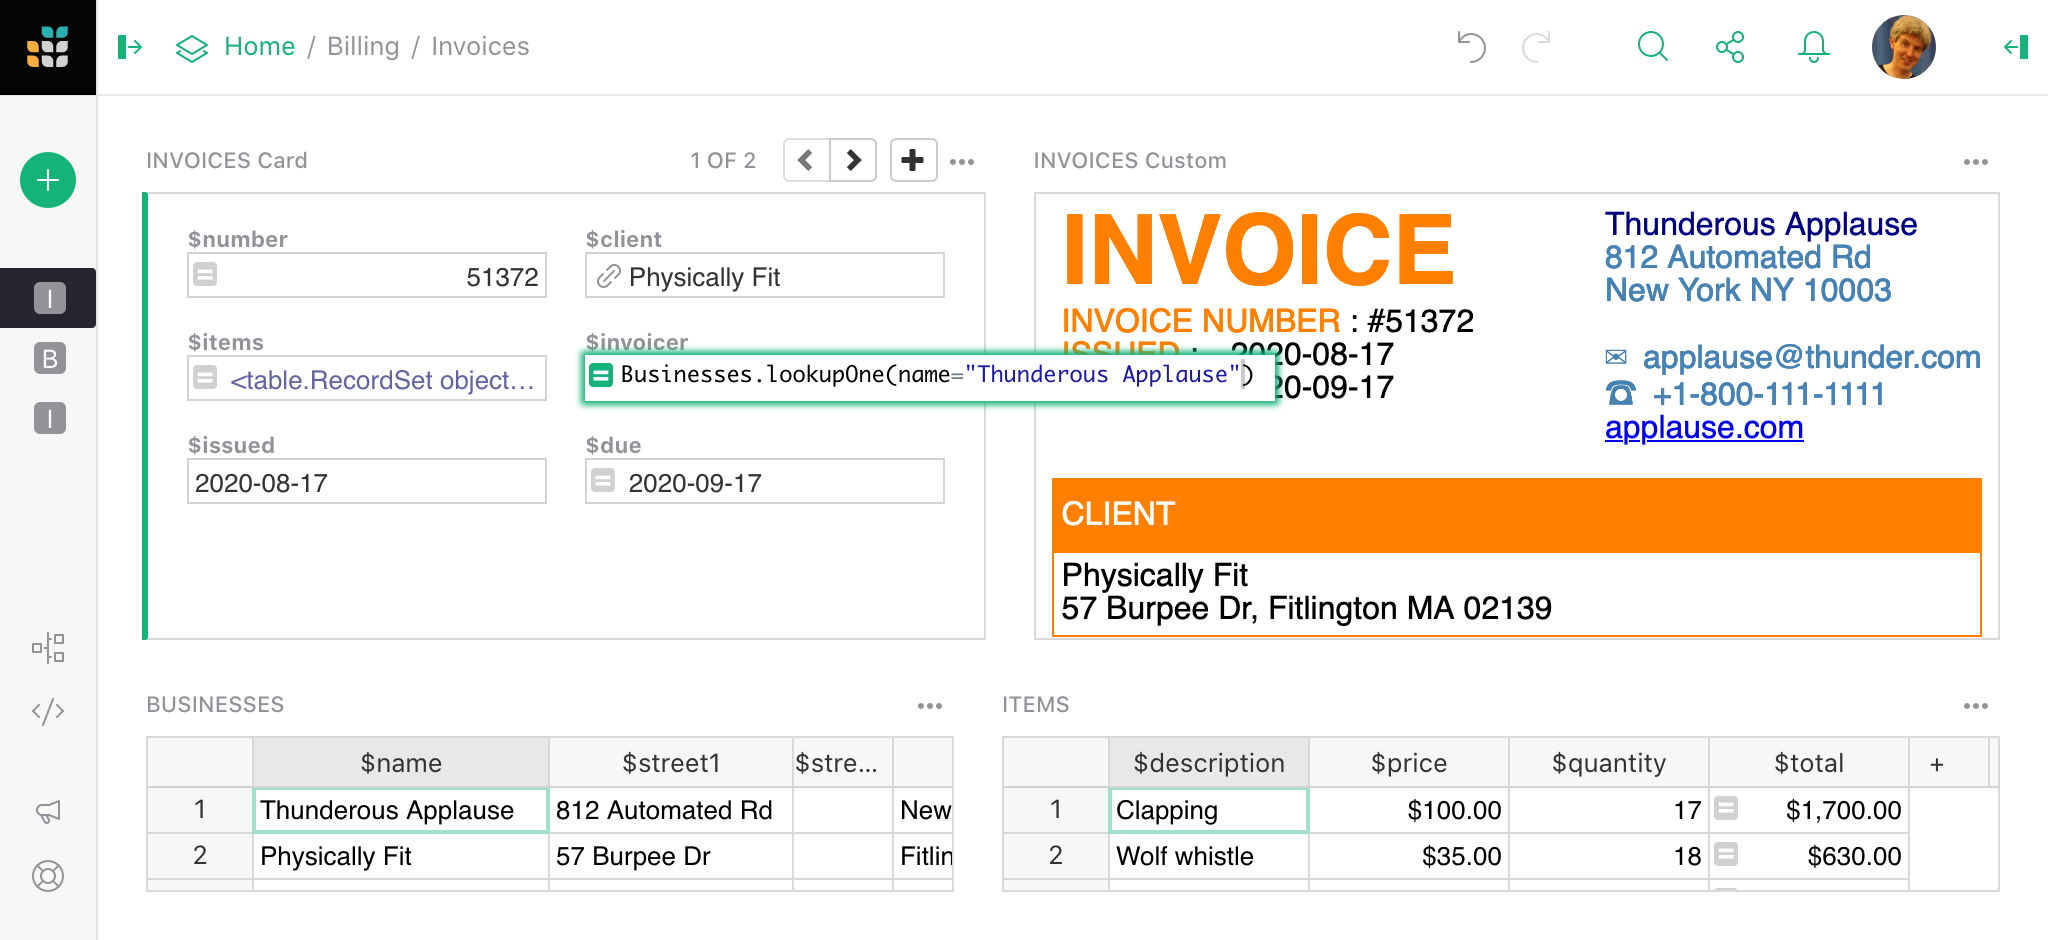 Home / Billing / Invoices
INVOICES Card
1 OF 2
$number
51372
$client
Physically Fit
$items
<table.RecordSet object...
$invoicer
Businesses.lookupOne(name="Thunderous Applause")
$issued
2020-08-17
$due
2020-09-17
INVOICES Custom
INVOICE
INVOICE NUMBER : #51372
ISSUED : 2020-08-17
20-09-17
Thunderous Applause
812 Automated Rd
New York NY 10003
✉ applause@thunder.com
☎ +1-800-111-1111
applause.com
CLIENT
Physically Fit
57 Burpee Dr, Fitlington MA 02139
I
B
I
BUSINESSES
$name $street1 $stre...
1 Thunderous Applause 812 Automated Rd New
2 Physically Fit 57 Burpee Dr Fitlin
ITEMS
$description $price $quantity $total +
1 Clapping $100.00 17 $1,700.00
2 Wolf whistle $35.00 18 $630.00